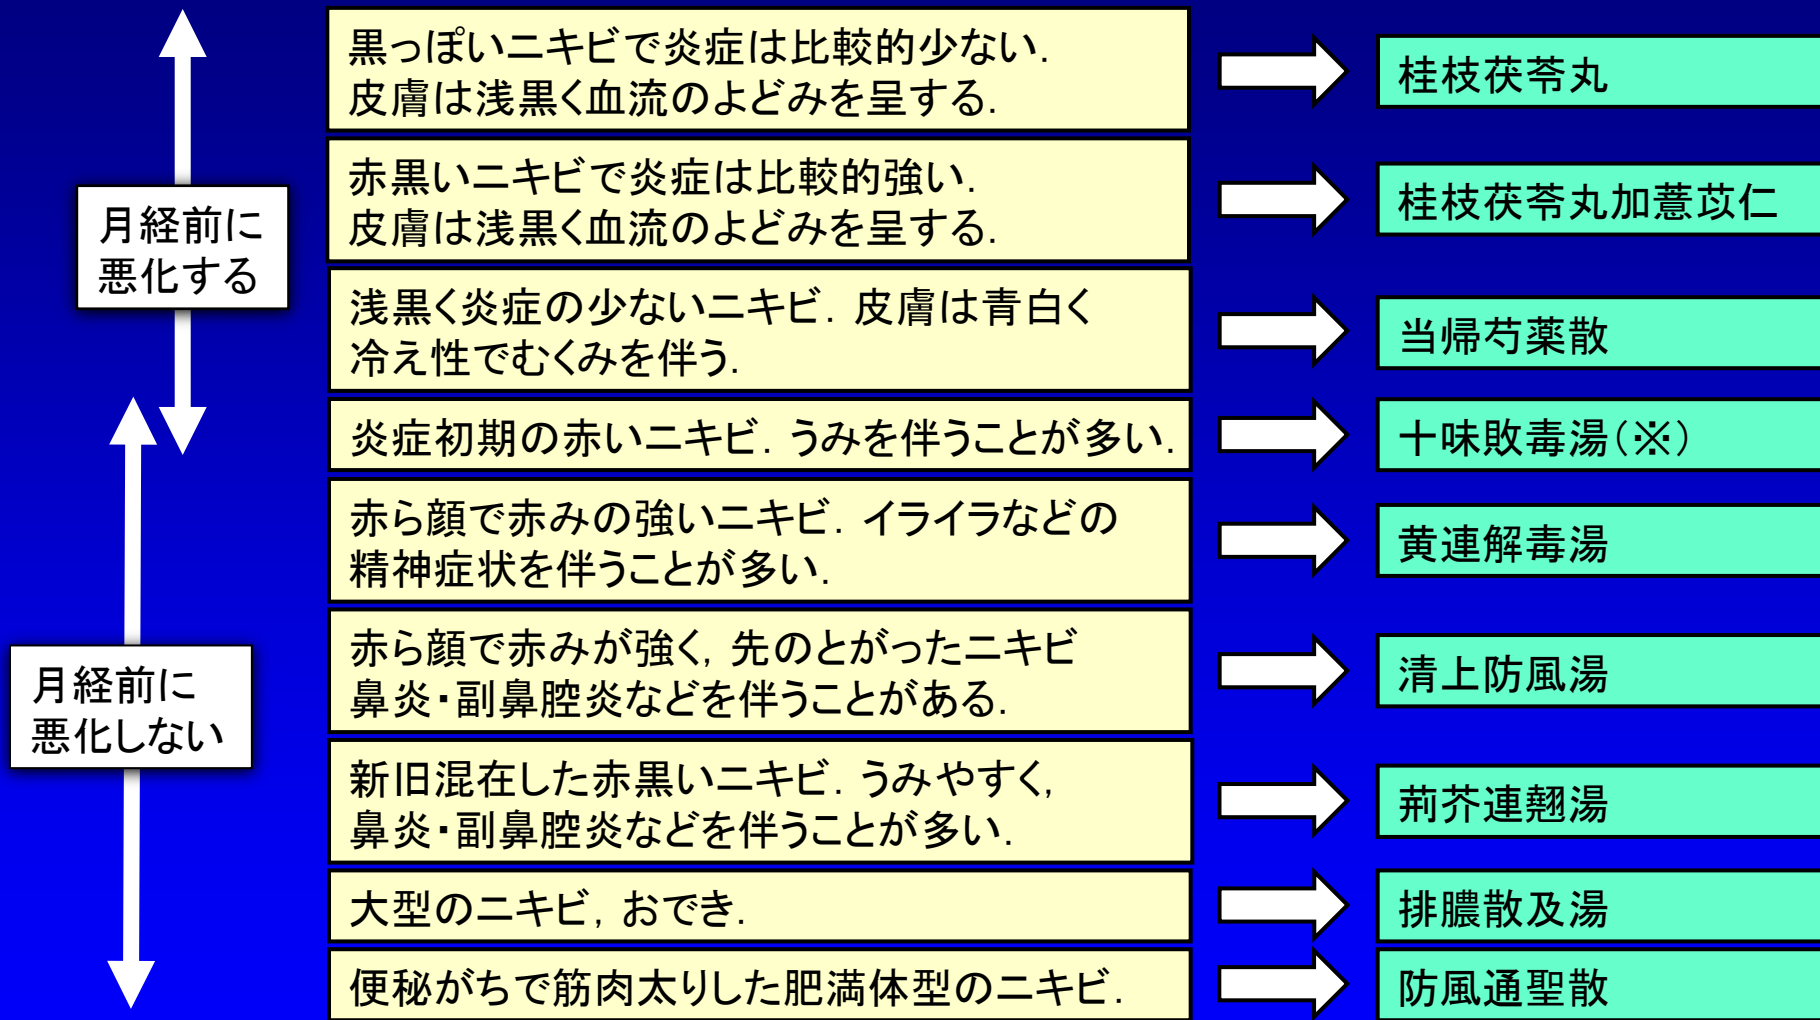 黒っぽいニキビで炎症は比較的少ない.
皮膚は浅黒く血流のよどみを呈する.
桂枝茯苓丸
赤黒いニキビで炎症は比較的強い.
皮膚は浅黒く血流のよどみを呈する.
桂枝茯苓丸加薏苡仁
月経前に
悪化する
浅黒く炎症の少ないニキビ. 皮膚は青白く
冷え性でむくみを伴う.
当帰芍薬散
炎症初期の赤いニキビ. うみを伴うことが多い.
十味敗毒湯(※)
赤ら顔で赤みの強いニキビ. イライラなどの
精神症状を伴うことが多い.
黄連解毒湯
赤ら顔で赤みが強く, 先のとがったニキビ
鼻炎・副鼻腔炎などを伴うことがある.
清上防風湯
月経前に
悪化しない
新旧混在した赤黒いニキビ. うみやすく,
鼻炎・副鼻腔炎などを伴うことが多い.
荊芥連翹湯
大型のニキビ, おでき.
排膿散及湯
便秘がちで筋肉太りした肥満体型のニキビ.
防風通聖散